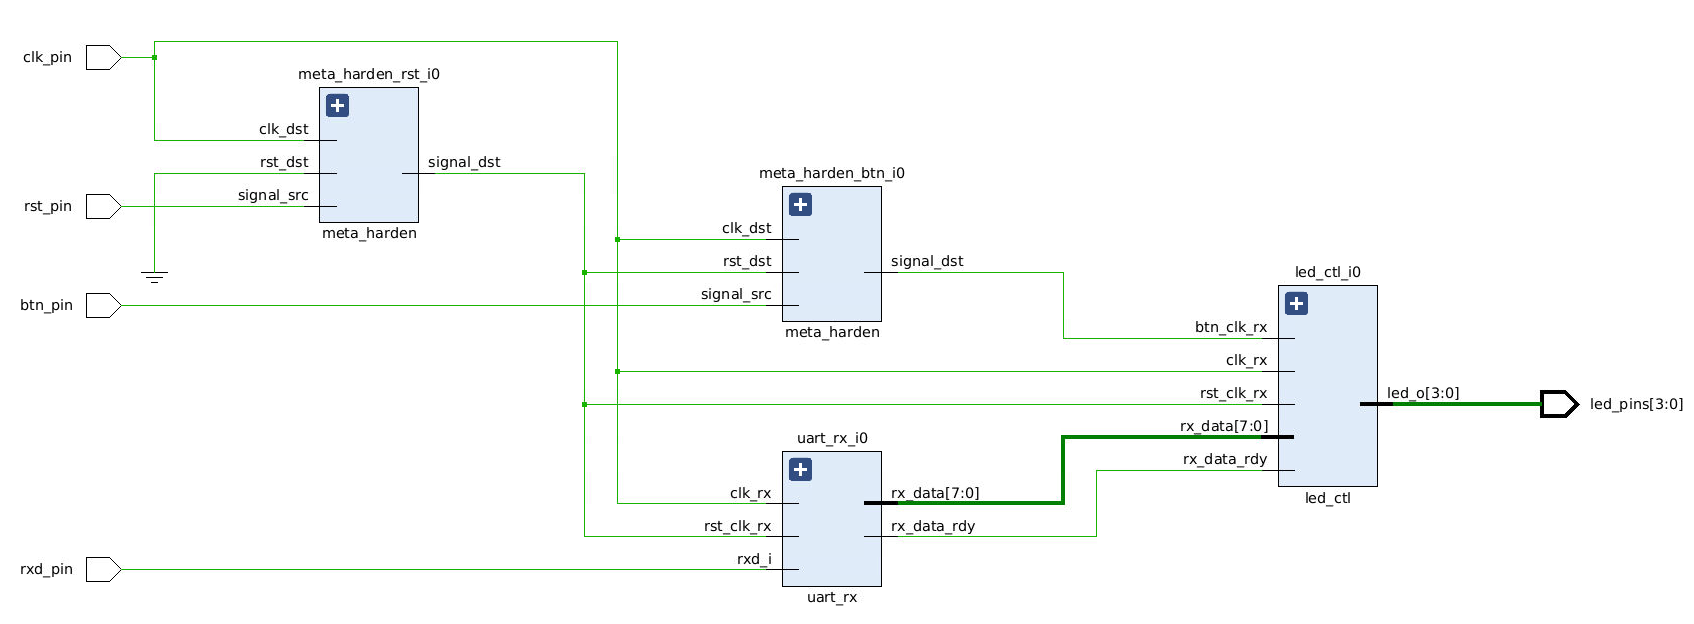 clk_pin
meta_harden_rst_i0
clk_dst
rst_dst
signal_src
signal_dst
meta_harden
rst_pin
btn_pin
meta_harden_btn_i0
clk_dst
rst_dst
signal_src
signal_dst
meta_harden
led_ctl_i0
btn_clk_rx
clk_rx
rst_clk_rx
rx_data[7:0]
rx_data_rdy
led_o[3:0]
led_pins[3:0]
led_ctl
uart_rx_i0
clk_rx
rst_clk_rx
rxd_i
rx_data[7:0]
rx_data_rdy
uart_rx
rxd_pin